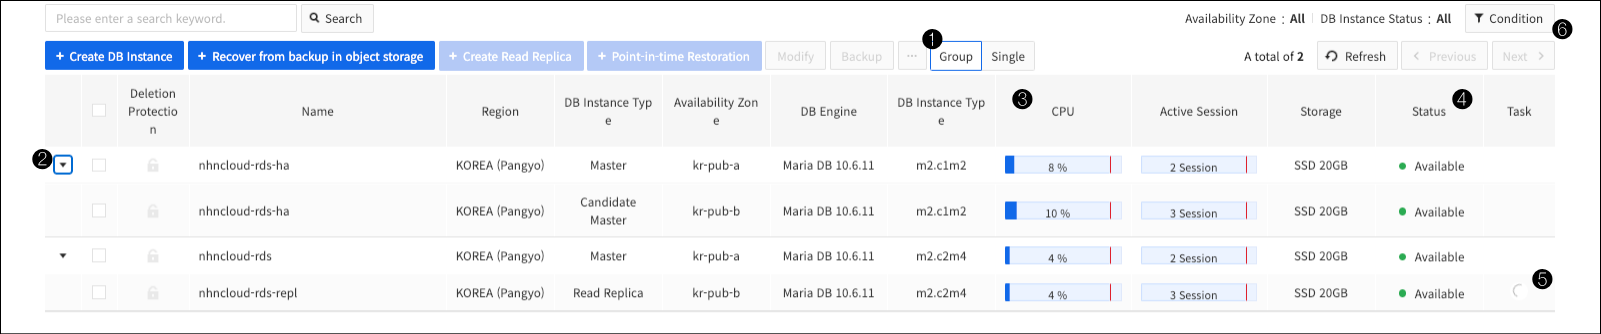 Please enter a search keyword. Search Availability Zone : All DB Instance Status : All Condition 6
+ Create DB Instance + Recover from backup in object storage + Create Read Replica + Point-in-time Restoration Modify Backup ... 1 Group Single A total of 2 Refresh < Previous Next >
Deletion Protectio n Name Region DB Instance Typ e Availability Zon e DB Engine DB Instance Typ e 3 CPU Active Session Storage Status 4 Task
2 nhncloud-rds-ha KOREA (Pangyo) Master kr-pub-a Maria DB 10.6.11 m2.c1m2 8 % 2 Session SSD 20GB Available
nhncloud-rds-ha KOREA (Pangyo) Candidate Master kr-pub-b Maria DB 10.6.11 m2.c1m2 10 % 3 Session SSD 20GB Available
nhncloud-rds KOREA (Pangyo) Master kr-pub-a Maria DB 10.6.11 m2.c2m4 4 % 2 Session SSD 20GB Available
nhncloud-rds-repl KOREA (Pangyo) Read Replica kr-pub-b Maria DB 10.6.11 m2.c2m4 4 % 3 Session SSD 20GB Available 5